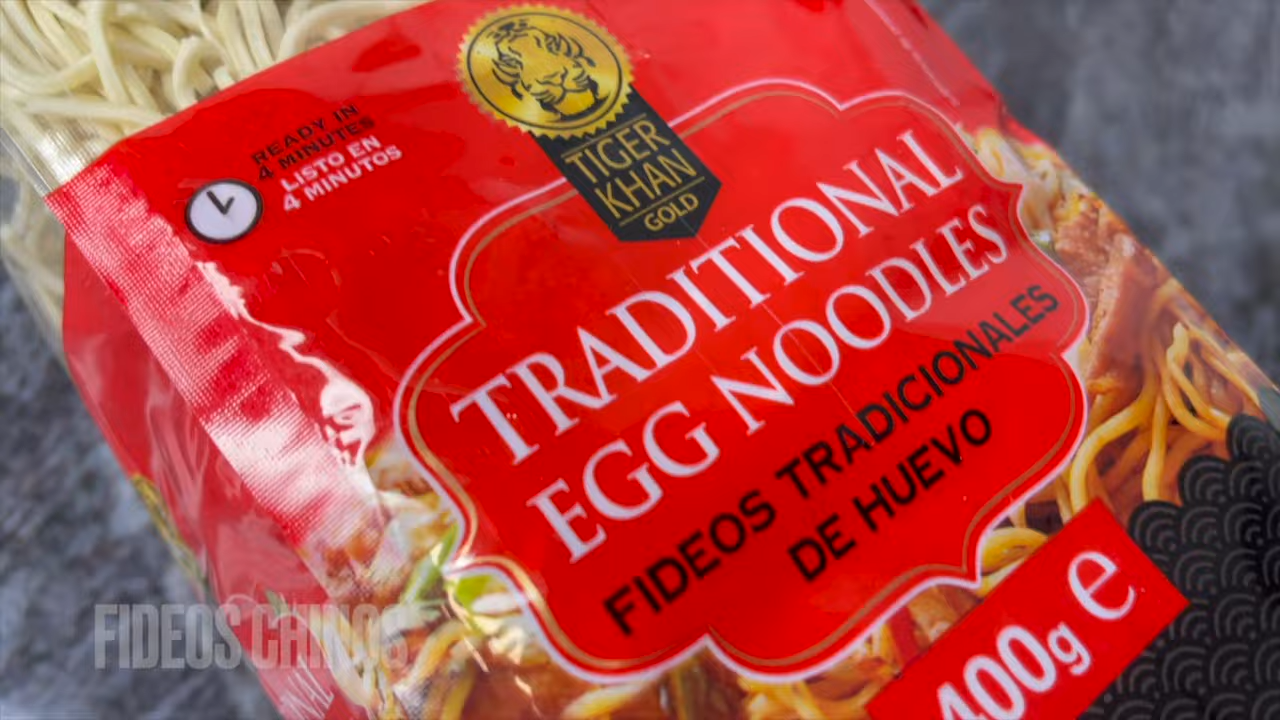 READY IN
4 MINUTES
LISTO EN
4 MINUTOS
TIGER
KHAN
GOLD
TRADITIONAL
EGG NOODLES
FIDEOS TRADICIONALES
DE HUEVO
400g e
FIDEOS CHINOS